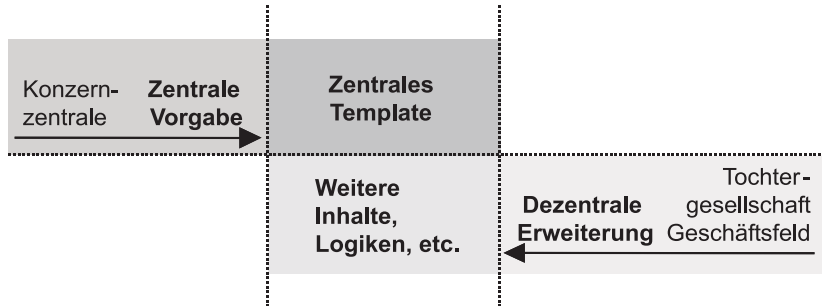 Konzern-
zentrale
Zentrale
Vorgabe
Zentrales
Template
Weitere
Inhalte,
Logiken, etc.
Dezentrale
Erweiterung
Tochter-
gesellschaft
Geschäftsfeld